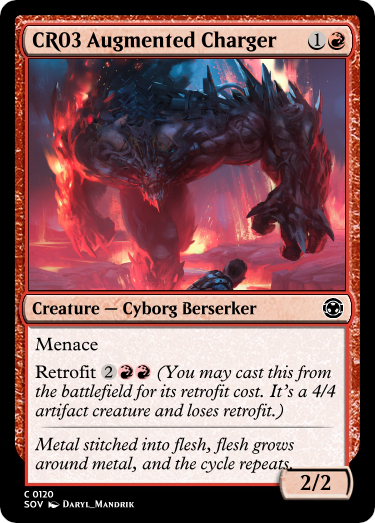 CR03 Augmented Charger 1
Creature — Cyborg Berserker
Menace
Retrofit 2 (You may cast this from
the battlefield for its retrofit cost. It's a 4/4
artifact creature and loses retrofit.)
Metal stitched into flesh, flesh grows
around metal, and the cycle repeats.
2/2
C 0120
SOV DARYL_MANDRIK